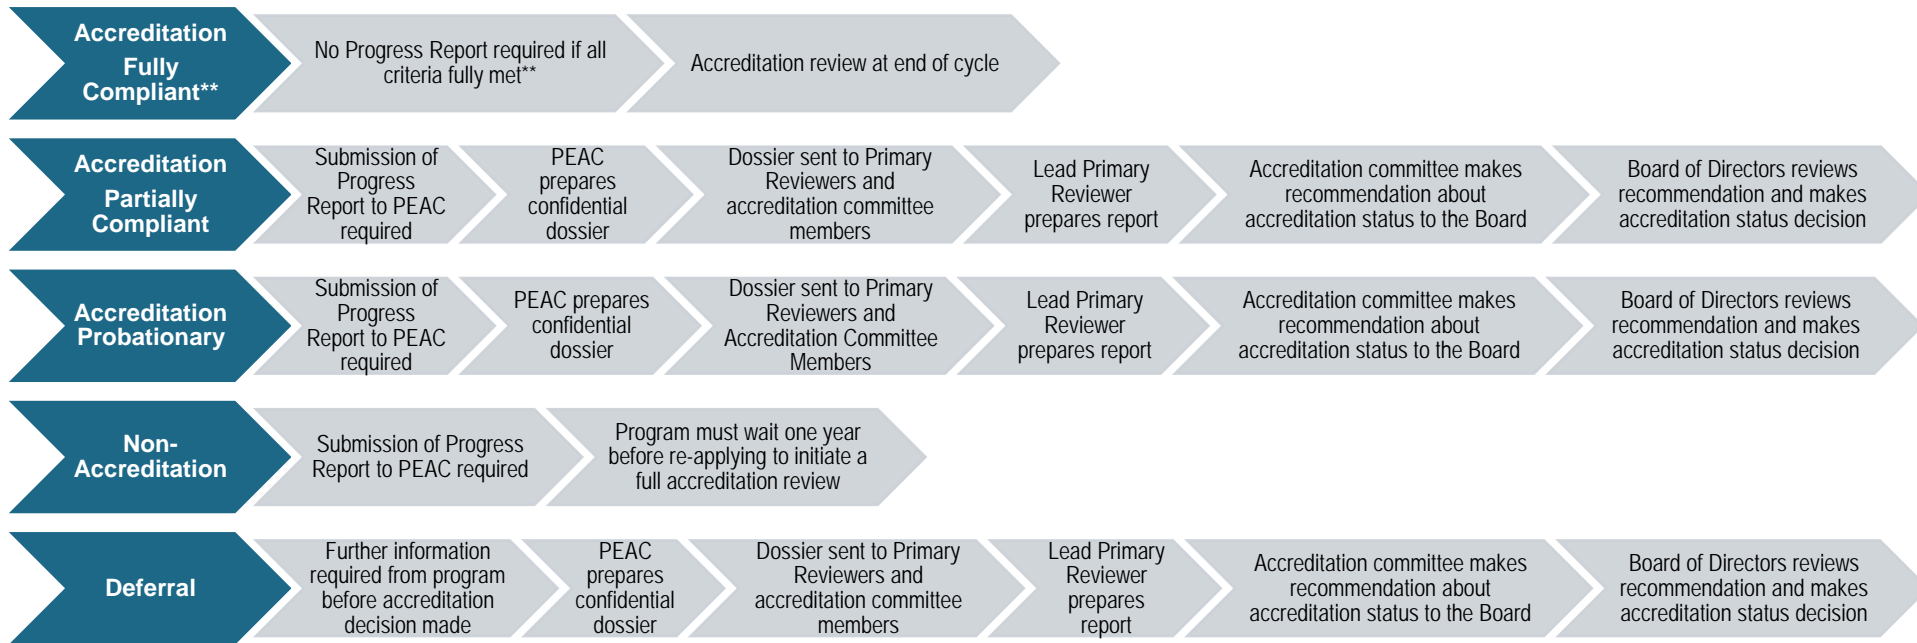 Accreditation
Fully
Compliant**
No Progress Report required if all
criteria fully met**
Accreditation review at end of cycle
Accreditation
Partially
Compliant
Submission of
Progress
Report to PEAC
required
PEAC
prepares
confidential
dossier
Dossier sent to Primary
Reviewers and
accreditation committee
members
Lead Primary
Reviewer
prepares report
Accreditation committee makes
recommendation about
accreditation status to the Board
Board of Directors reviews
recommendation and makes
accreditation status decision
Accreditation
Probationary
Submission of
Progress
Report to PEAC
required
PEAC prepares
confidential
dossier
Dossier sent to Primary
Reviewers and
Accreditation Committee
Members
Lead Primary
Reviewer
prepares report
Accreditation committee makes
recommendation about
accreditation status to the Board
Board of Directors reviews
recommendation and makes
accreditation status decision
Non-
Accreditation
Submission of Progress
Report to PEAC required
Program must wait one year
before re-applying to initiate a
full accreditation review
Deferral
Further information
required from program
before accreditation
decision made
PEAC
prepares
confidential
dossier
Dossier sent to Primary
Reviewers and
accreditation committee
members
Lead Primary
Reviewer
prepares
report
Accreditation committee makes
recommendation about
accreditation status to the Board
Board of Directors reviews
recommendation and makes
accreditation status decision